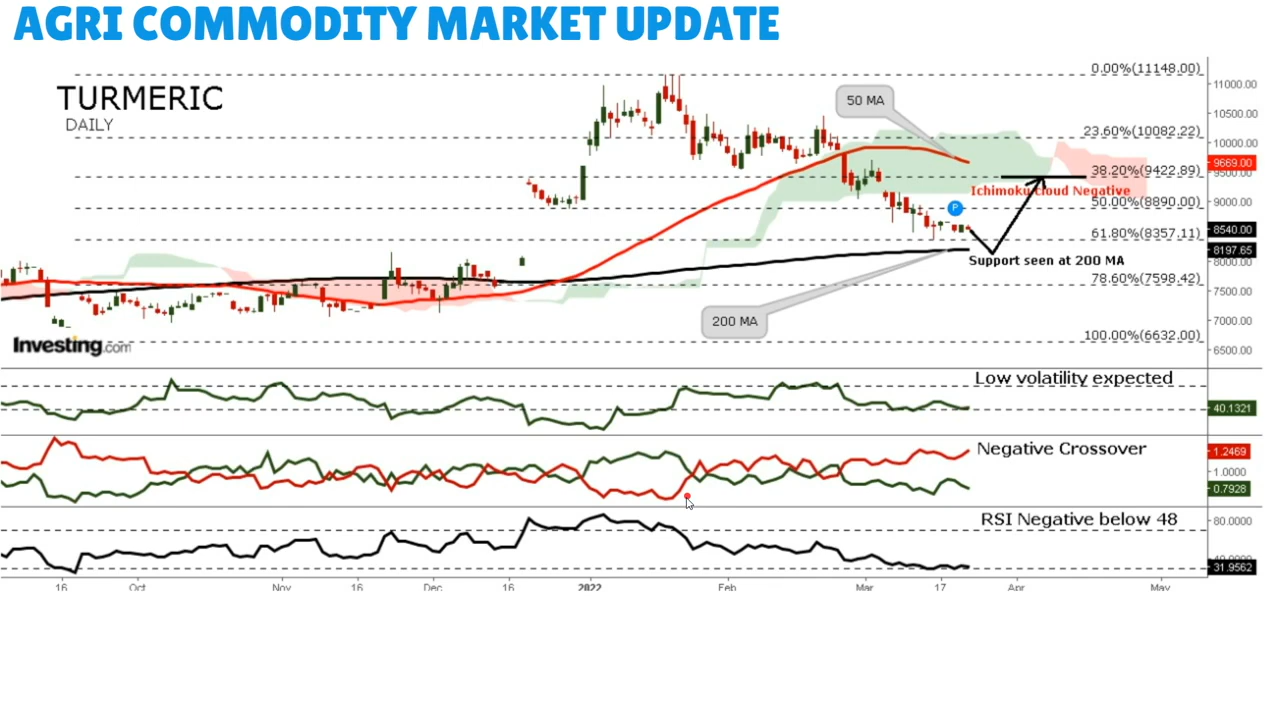 AGRI COMMODITY MARKET UPDATE
TURMERIC
DAILY
50 MA
0.00%(11148.00)
23.60%(10082.22)
38.20%(9422.89)
Ichimoku cloud Negative
50.00%(8890.00)
P
61.80%(8357.11)
Support seen at 200 MA
78.60%(7598.42)
200 MA
100.00%(6632.00)
Investing.com
11000.00
10500.00
10000.00
9669.00
9500.00
9000.00
8540.00
8197.65
8000.00
7500.00
7000.00
6500.00
Low volatility expected
40.1321
Negative Crossover
1.2469
1.0000
0.7928
RSI Negative below 48
80.0000
40.0000
31.9562
16 Oct Nov 16 Dec 16 2022 Feb Mar 17 Apr May